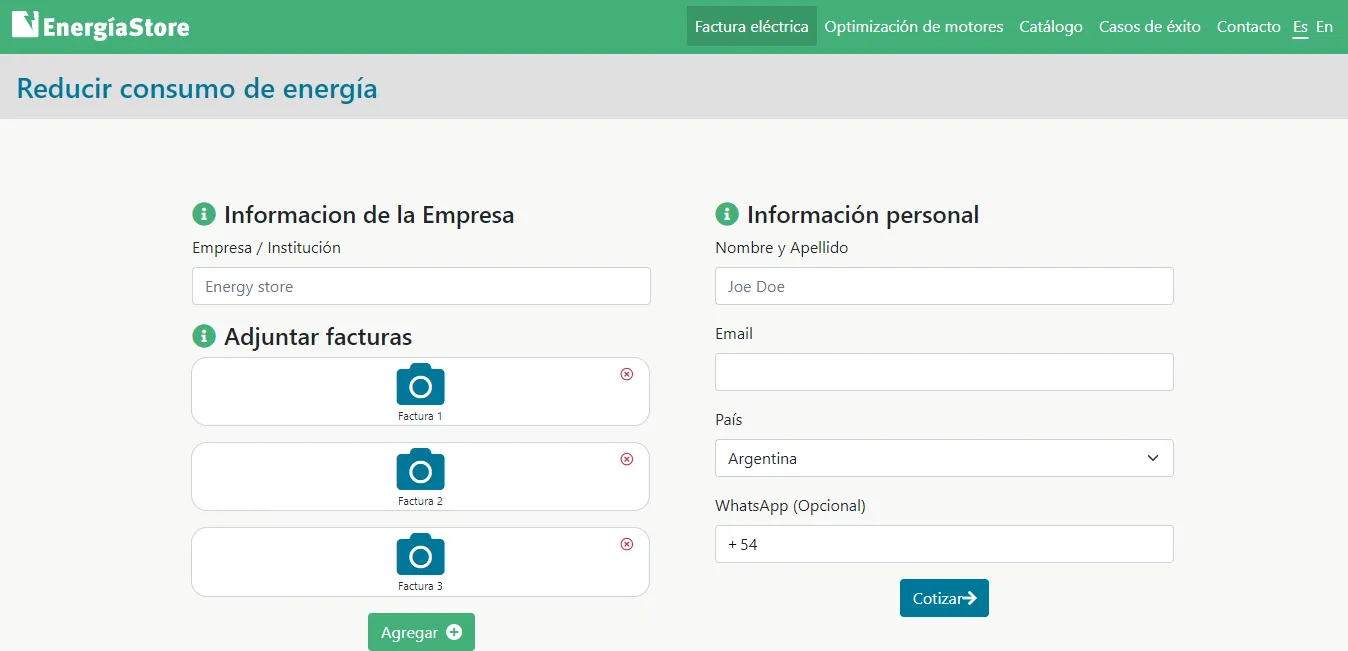 EnergíaStore
Factura eléctrica Optimización de motores Catálogo Casos de éxito Contacto Es En
Reducir consumo de energía
Informacion de la Empresa
Empresa / Institución
Energy store
Adjuntar facturas
Factura 1
Factura 2
Factura 3
Agregar
Información personal
Nombre y Apellido
Joe Doe
Email
País
Argentina
WhatsApp (Opcional)
+ 54
Cotizar